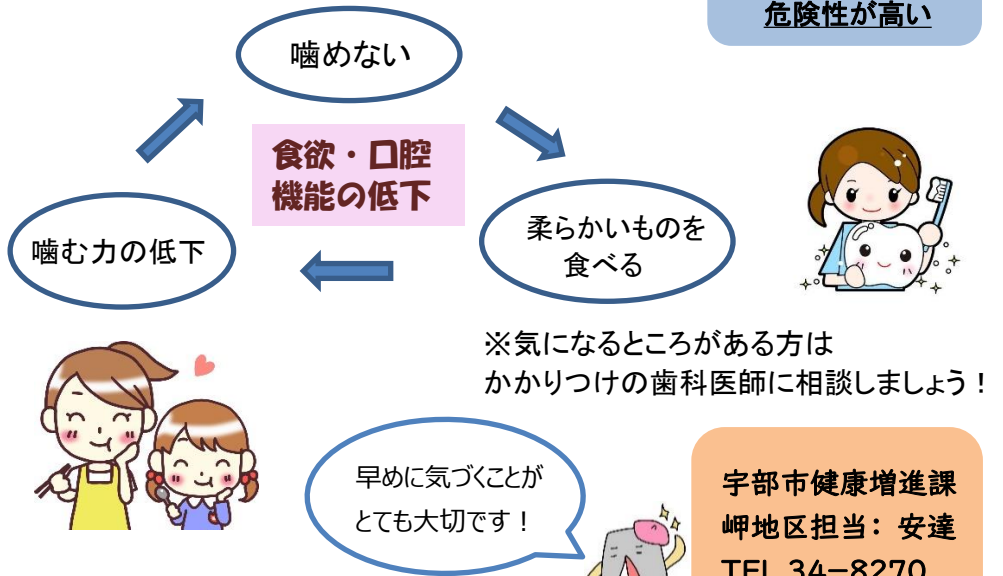 危険性が高い
噛めない
食欲・口腔
機能の低下
柔らかいものを
食べる
噛む力の低下
※気になるところがある方は
かかりつけの歯科医師に相談しましょう!
早めに気づくことが
とても大切です!
宇部市健康増進課
岬地区担当：安達
TEL 34-8270